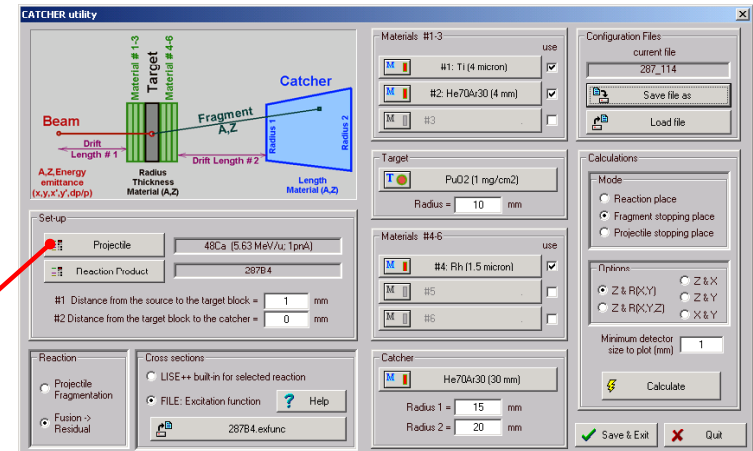 CATCHER utility
Material # 1-3
Target
Material # 4-6
Catcher
Beam
Fragment
A,Z
Radius 1
Radius 2
Drift
Length # 1
Drift Length # 2
A,Z,Energy
emittance
(x,y,x',y',dp/p)
Radius
Thickness
Material (A,Z)
Length
Material (A,Z)
Set-up
Projectile
48Ca (5.63 MeV/u; 1pnA)
Reaction Product
287B4
#1 Distance from the source to the target block = 1 mm
#2 Distance from the target block to the catcher = 0 mm
Reaction
Projectile
Fragmentation
Fusion ->
Residual
Cross sections
LISE++ built-in for selected reaction
FILE: Excitation function
? Help
287B4.exfunc
Materials #1-3
use
M #1: Ti (4 micron)
M #2: He70Ar30 (4 mm)
M #3 .
Target
T PuO2 (1 mg/cm2)
Radius = 10 mm
Materials #4-6
use
M #4: Rh (1.5 micron)
M #5 .
M #6 .
Catcher
M He70Ar30 (30 mm)
Radius 1 = 15 mm
Radius 2 = 20 mm
Configuration Files
current file
287_114
Save file as
Load file
Calculations
Mode
Reaction place
Fragment stopping place
Projectile stopping place
Options
Z & R(X,Y)
Z & R(X,Y,Z)
Z & X
Z & Y
X & Y
Minimum detector
size to plot (mm) 1
Calculate
Save & Exit
Quit